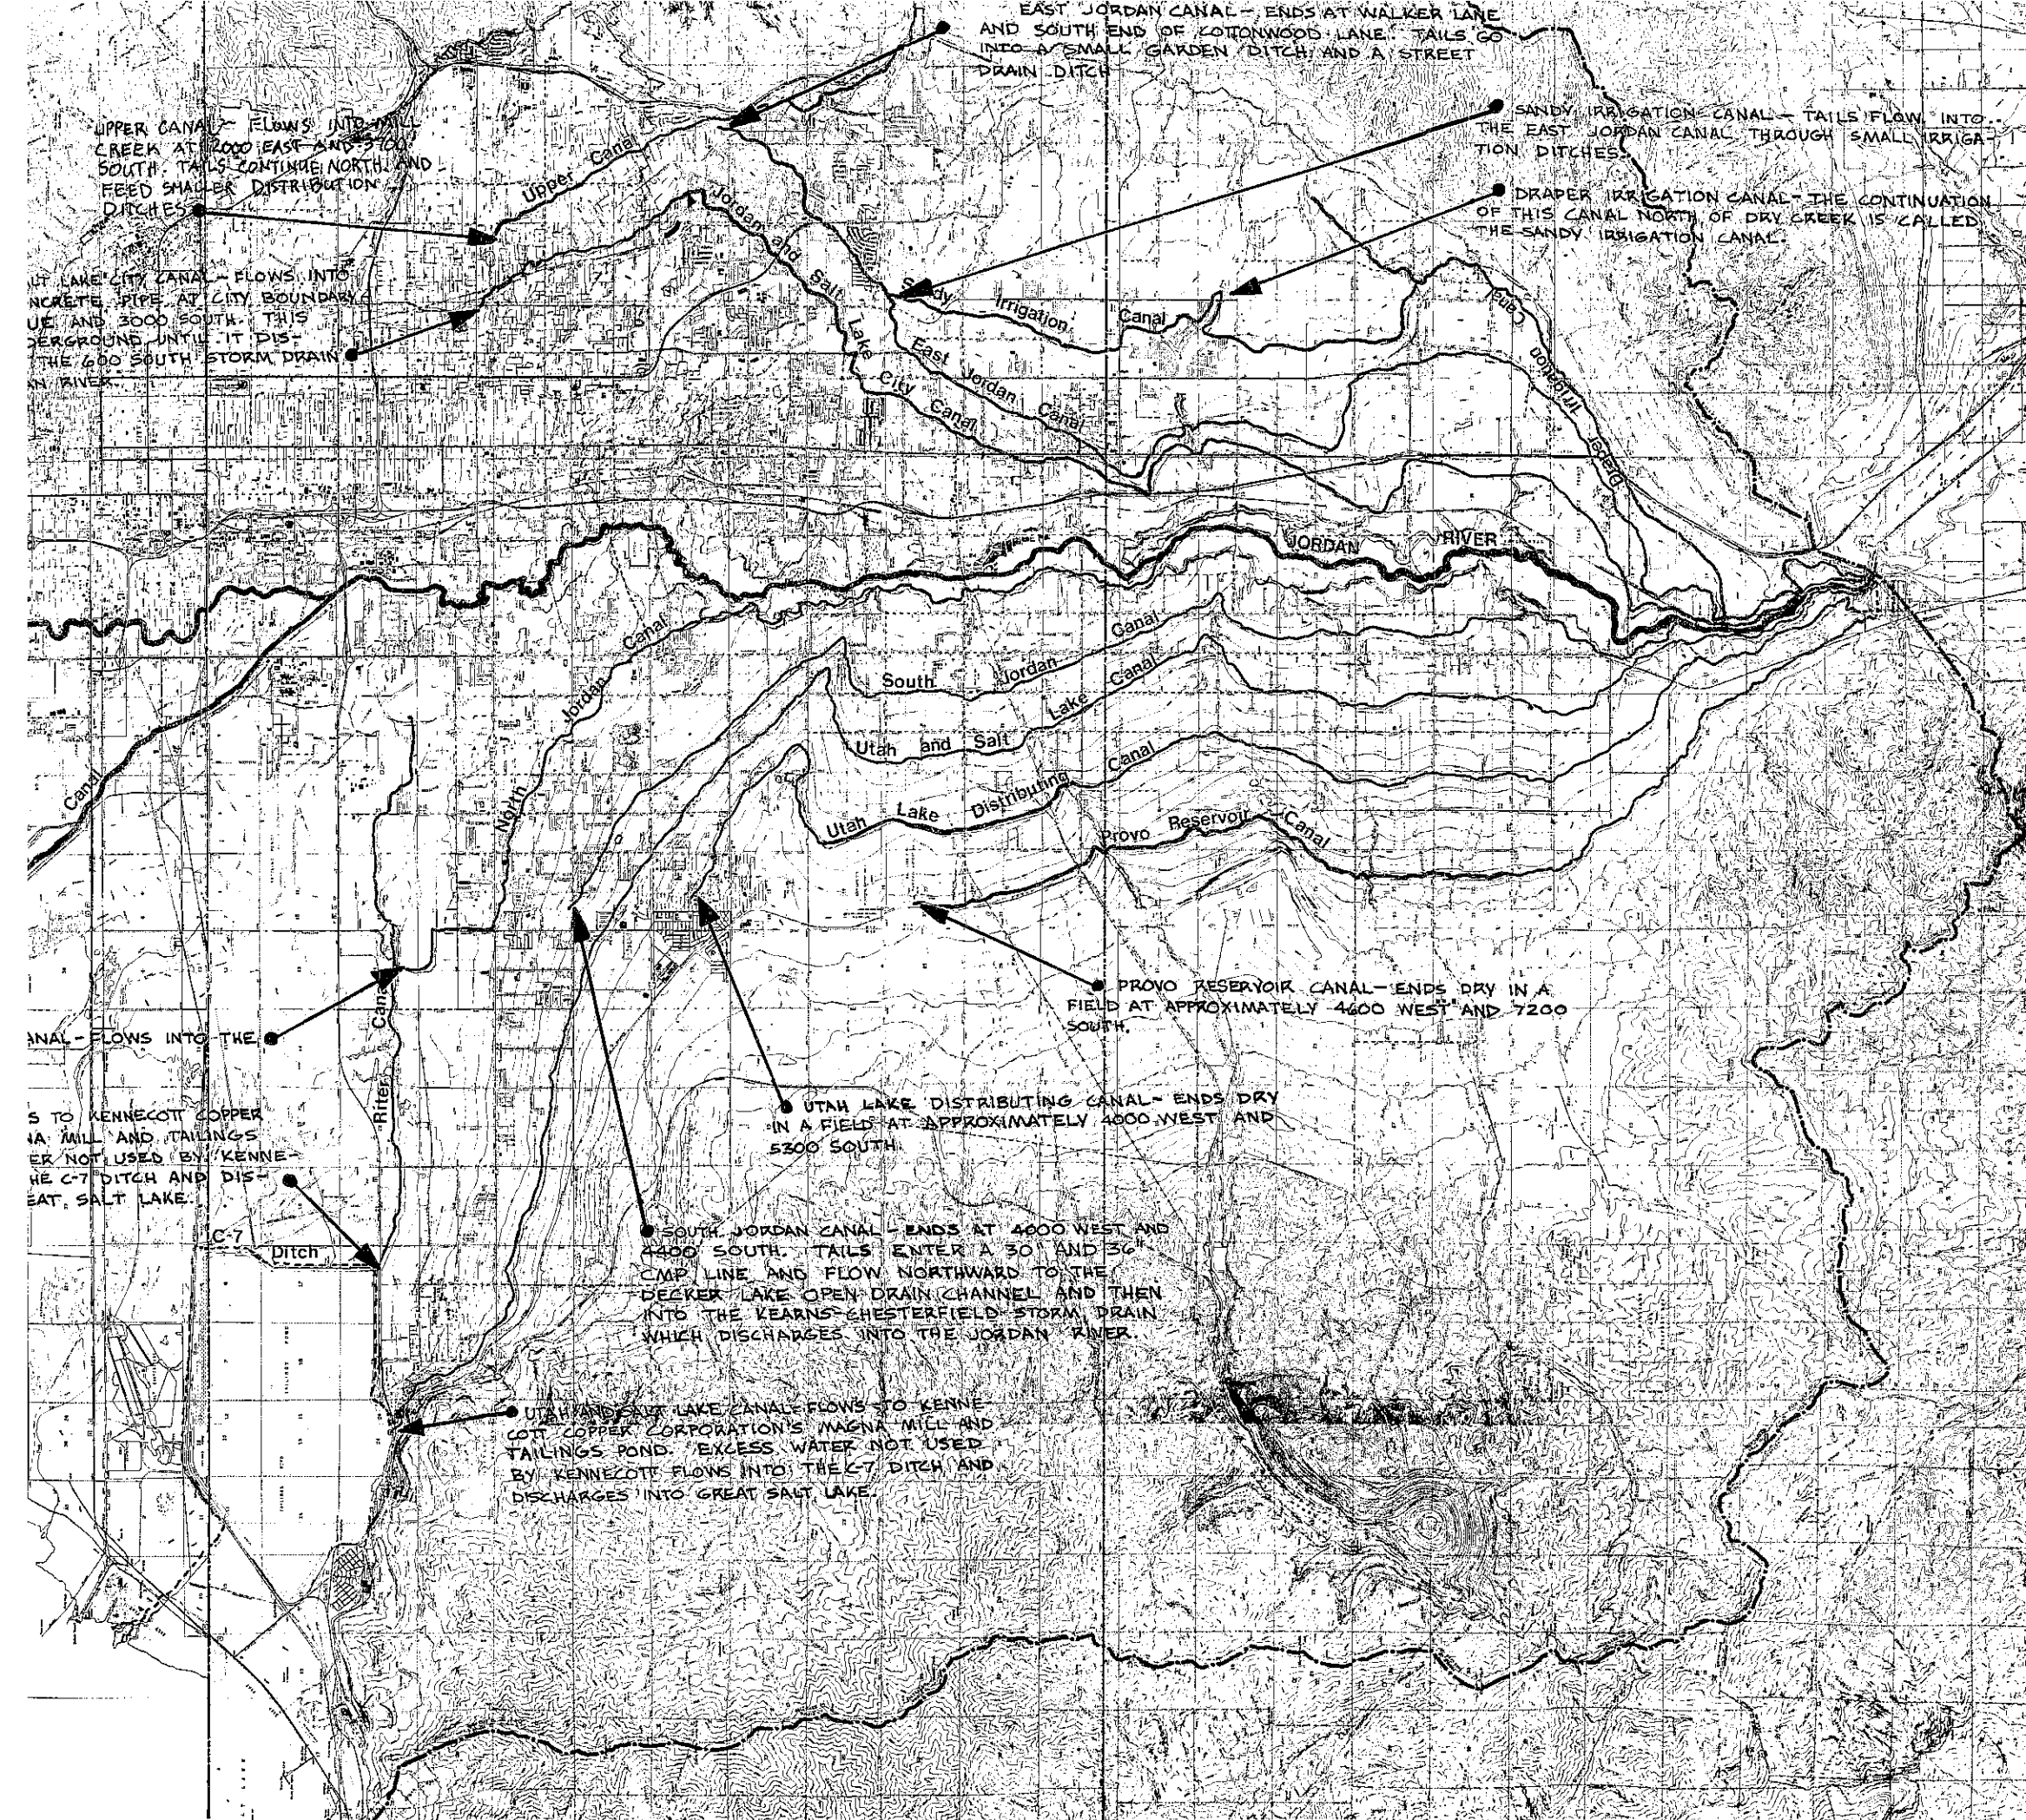 EAST JORDAN CANAL - ENDS AT WALKER LANE
AND SOUTH END OF COTTONWOOD LANE. TAILS GO
INTO A SMALL GARDEN DITCH AND A STREET
DRAIN DITCH
UPPER CANAL - FLOWS INTO MILL
CREEK AT 2000 EAST AND 3700
SOUTH. TAILS CONTINUE NORTH AND
FEED SMALLER DISTRIBUTION
DITCHES
SANDY IRRIGATION CANAL - TAILS FLOW INTO
THE EAST JORDAN CANAL THROUGH SMALL IRRIGA-
TION DITCHES.
DRAPER IRRIGATION CANAL - THE CONTINUATION
OF THIS CANAL NORTH OF DRY CREEK IS CALLED
THE SANDY IRRIGATION CANAL.
LT LAKE CITY CANAL - FLOWS INTO
NCRETE PIPE AT CITY BOUNDARY
UE AND 3000 SOUTH. THIS
DERGROUND UNTIL IT DIS-
THE 600 SOUTH STORM DRAIN
AN RIVER.
Upper Canal
Jordan and Salt Lake City Canal
Sandy Irrigation Canal
East Jordan Canal
Draper Irrigation Canal
JORDAN RIVER
North Jordan Canal
South Jordan Canal
Utah and Salt Lake Canal
Utah Lake Distributing Canal
Provo Reservoir Canal
Canal
Riter Canal
C-7 Ditch
PROVO RESERVOIR CANAL - ENDS DRY IN A
FIELD AT APPROXIMATELY 4600 WEST AND 7200
SOUTH.
ANAL - FLOWS INTO THE
UTAH LAKE DISTRIBUTING CANAL - ENDS DRY
IN A FIELD AT APPROXIMATELY 4000 WEST AND
5300 SOUTH.
S TO KENNECOTT COPPER
NA MILL AND TAILINGS
ER NOT USED BY KENNE-
HE C-7 DITCH AND DIS-
EAT SALT LAKE.
SOUTH JORDAN CANAL - ENDS AT 4000 WEST AND
4400 SOUTH. TAILS ENTER A 30" AND 36"
CMP LINE AND FLOW NORTHWARD TO THE
DECKER LAKE OPEN DRAIN CHANNEL AND THEN
INTO THE KEARNS-CHESTERFIELD STORM DRAIN
WHICH DISCHARGES INTO THE JORDAN RIVER.
UTAH AND SALT LAKE CANAL - FLOWS TO KENNE-
COTT COPPER CORPORATION'S MAGNA MILL AND
TAILINGS POND. EXCESS WATER NOT USED
BY KENNECOTT FLOWS INTO THE C-7 DITCH AND
DISCHARGES INTO GREAT SALT LAKE.